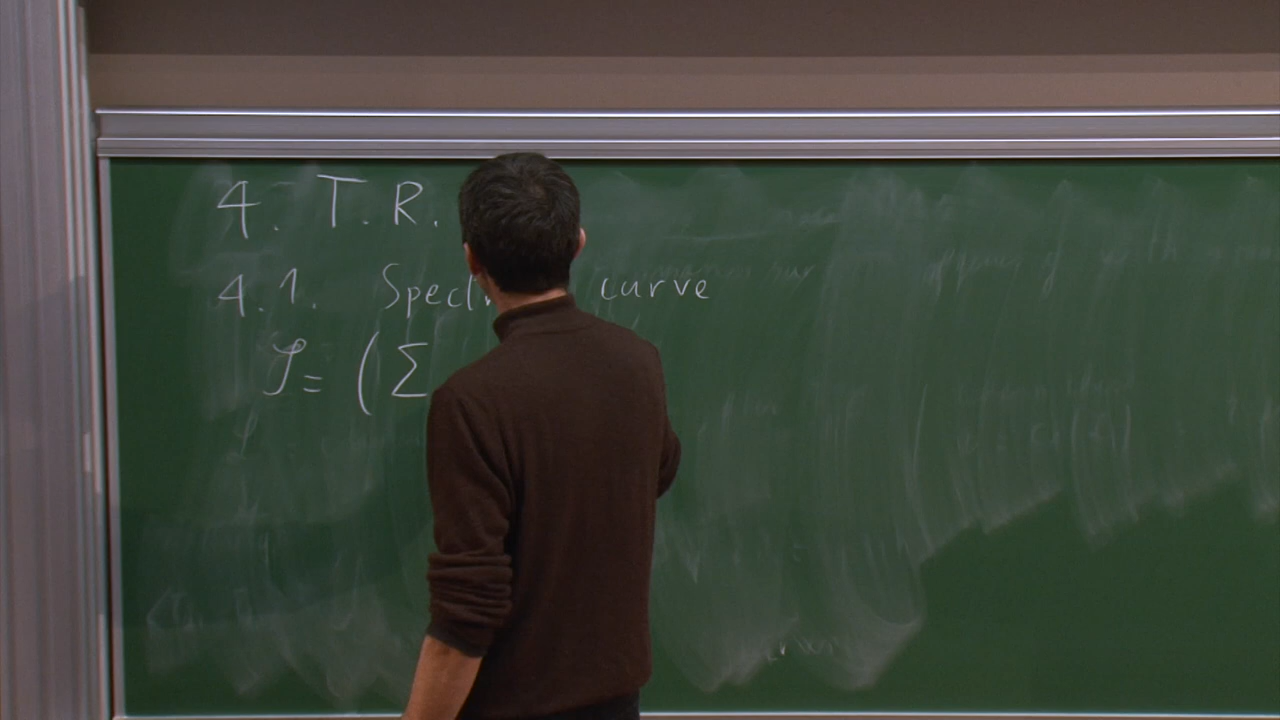 4. T.R.
4.1. Spect curve
𝒮 = (Σ